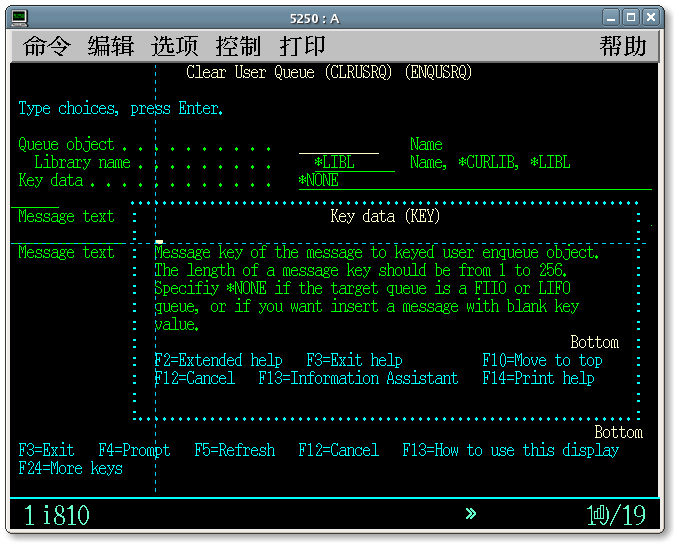 5250 : A
命令 编辑 选项 控制 打印 帮助
Clear User Queue (CLRUSRQ) (ENQUSRQ)
Type choices, press Enter.
Queue object . . . . . . . . . . Name
Library name . . . . . . . . . *LIBL Name, *CURLIB, *LIBL
Key data . . . . . . . . . . . . *NONE
Message text : Key data (KEY) :
Message text : Message key of the message to keyed user enqueue object. :
: The length of a message key should be from 1 to 256. :
: Specifiy *NONE if the target queue is a FIIO or LIFO :
: queue, or if you want insert a message with blank key :
: value. :
: Bottom :
: F2=Extended help F3=Exit help F10=Move to top :
: F12=Cancel F13=Information Assistant F14=Print help :
Bottom
F3=Exit F4=Prompt F5=Refresh F12=Cancel F13=How to use this display
F24=More keys
1 i810 » /19